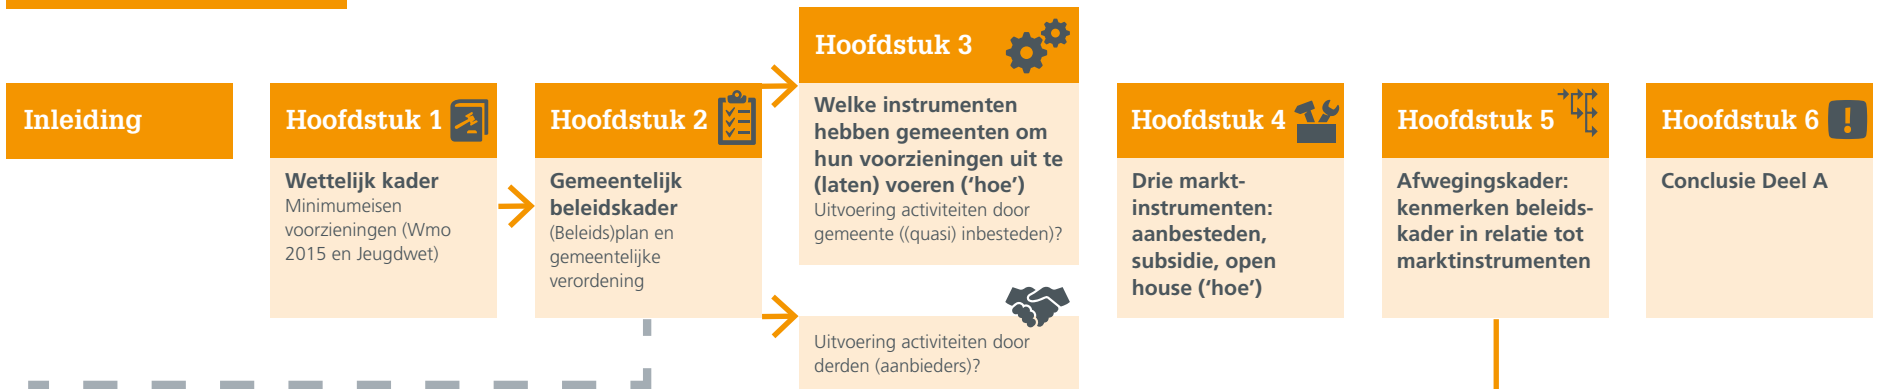 Inleiding
Hoofdstuk 1
Wettelijk kader
Minimumeisen
voorzieningen (Wmo
2015 en Jeugdwet)
Hoofdstuk 2
Gemeentelijk
beleidskader
(Beleids)plan en
gemeentelijke
verordening
Hoofdstuk 3
Welke instrumenten
hebben gemeenten om
hun voorzieningen uit te
(laten) voeren (‘hoe’)
Uitvoering activiteiten door
gemeente ((quasi) inbesteden)?
Uitvoering activiteiten door
derden (aanbieders)?
Hoofdstuk 4
Drie markt-
instrumenten:
aanbesteden,
subsidie, open
house (‘hoe’)
Hoofdstuk 5
Afwegingskader:
kenmerken beleids-
kader in relatie tot
marktinstrumenten
Hoofdstuk 6
Conclusie Deel A